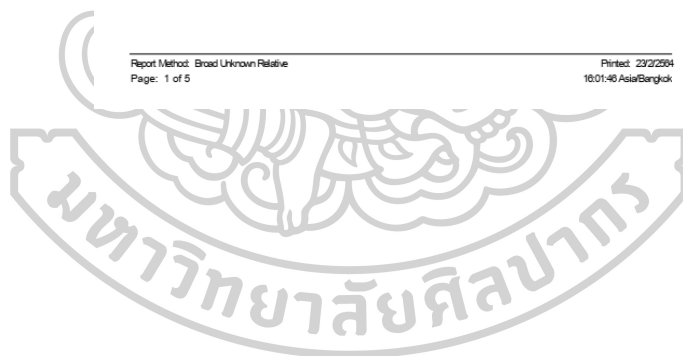 Report Method: Broad Unknown Relative
Printed: 23/2/2564
Page: 1 of 5
16:01:46 Asia/Bangkok
มหาวิทยาลัยศิลปากร